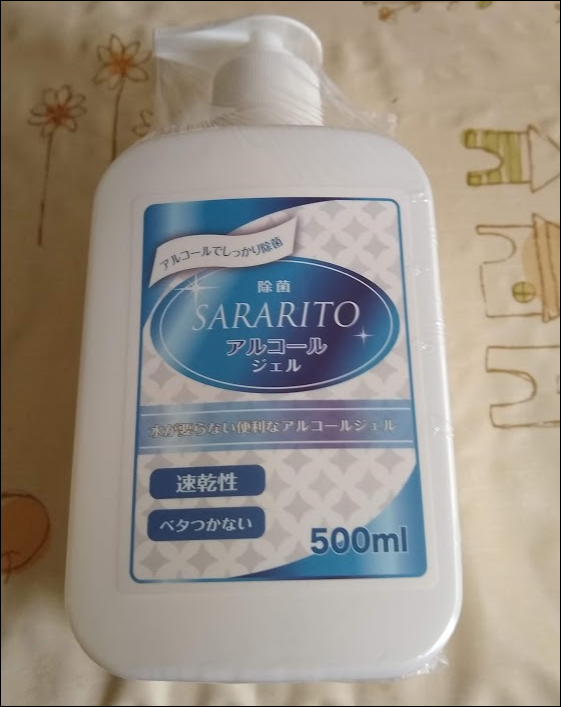 アルコールでしっかり除菌
除菌
SARARITO
アルコール
ジェル
水が要らない便利なアルコールジェル
速乾性
ベタつかない
500ml